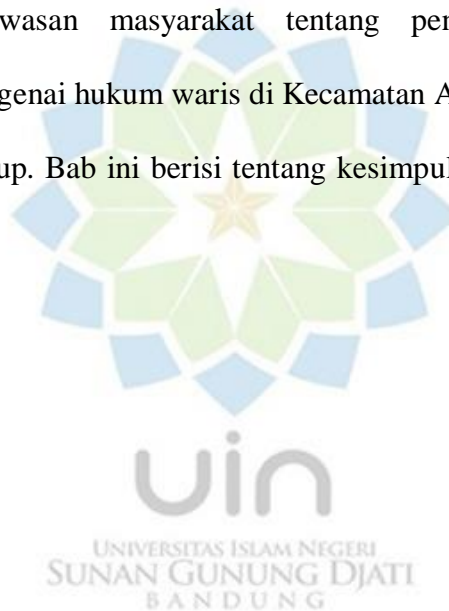 wasan masyarakat tentang per
genai hukum waris di Kecamatan A
up. Bab ini berisi tentang kesimpul
uin
UNIVERSITAS ISLAM NEGERI
SUNAN GUNUNG DJATI
BANDUNG